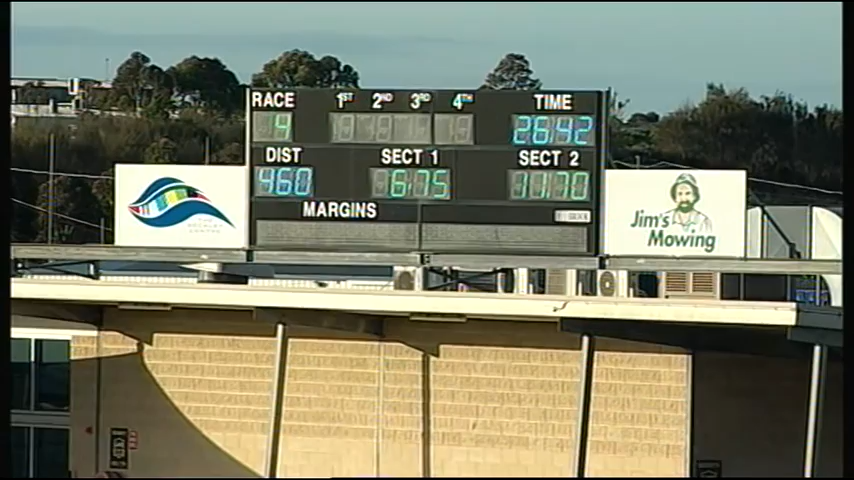 RACE 1ST 2ND 3RD 4TH TIME
4 26.42
DIST SECT 1 SECT 2
460 6.75 11.70
MARGINS
THE
Jim's
Mowing